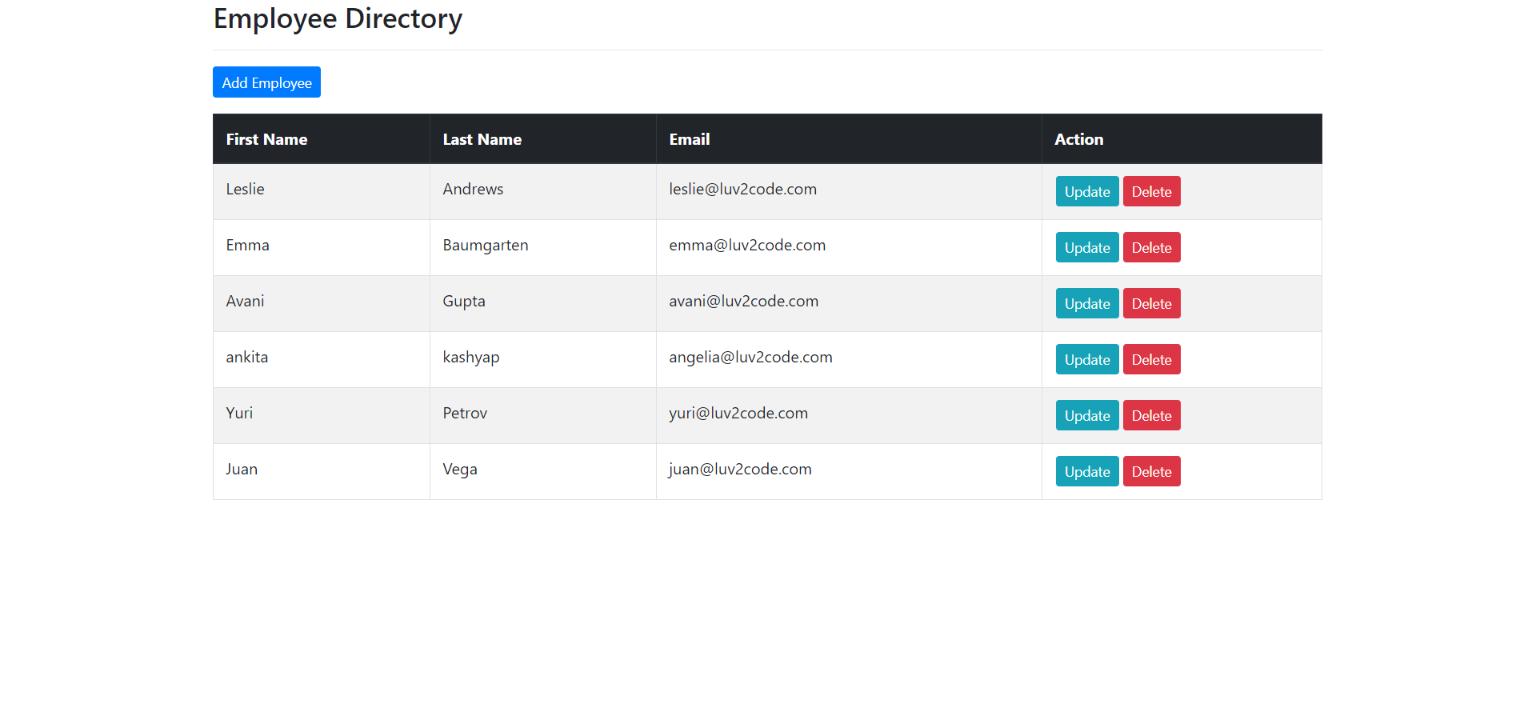 Employee Directory
Add Employee
First Name Last Name Email Action
Leslie Andrews leslie@luv2code.com Update Delete
Emma Baumgarten emma@luv2code.com Update Delete
Avani Gupta avani@luv2code.com Update Delete
ankita kashyap angelia@luv2code.com Update Delete
Yuri Petrov yuri@luv2code.com Update Delete
Juan Vega juan@luv2code.com Update Delete